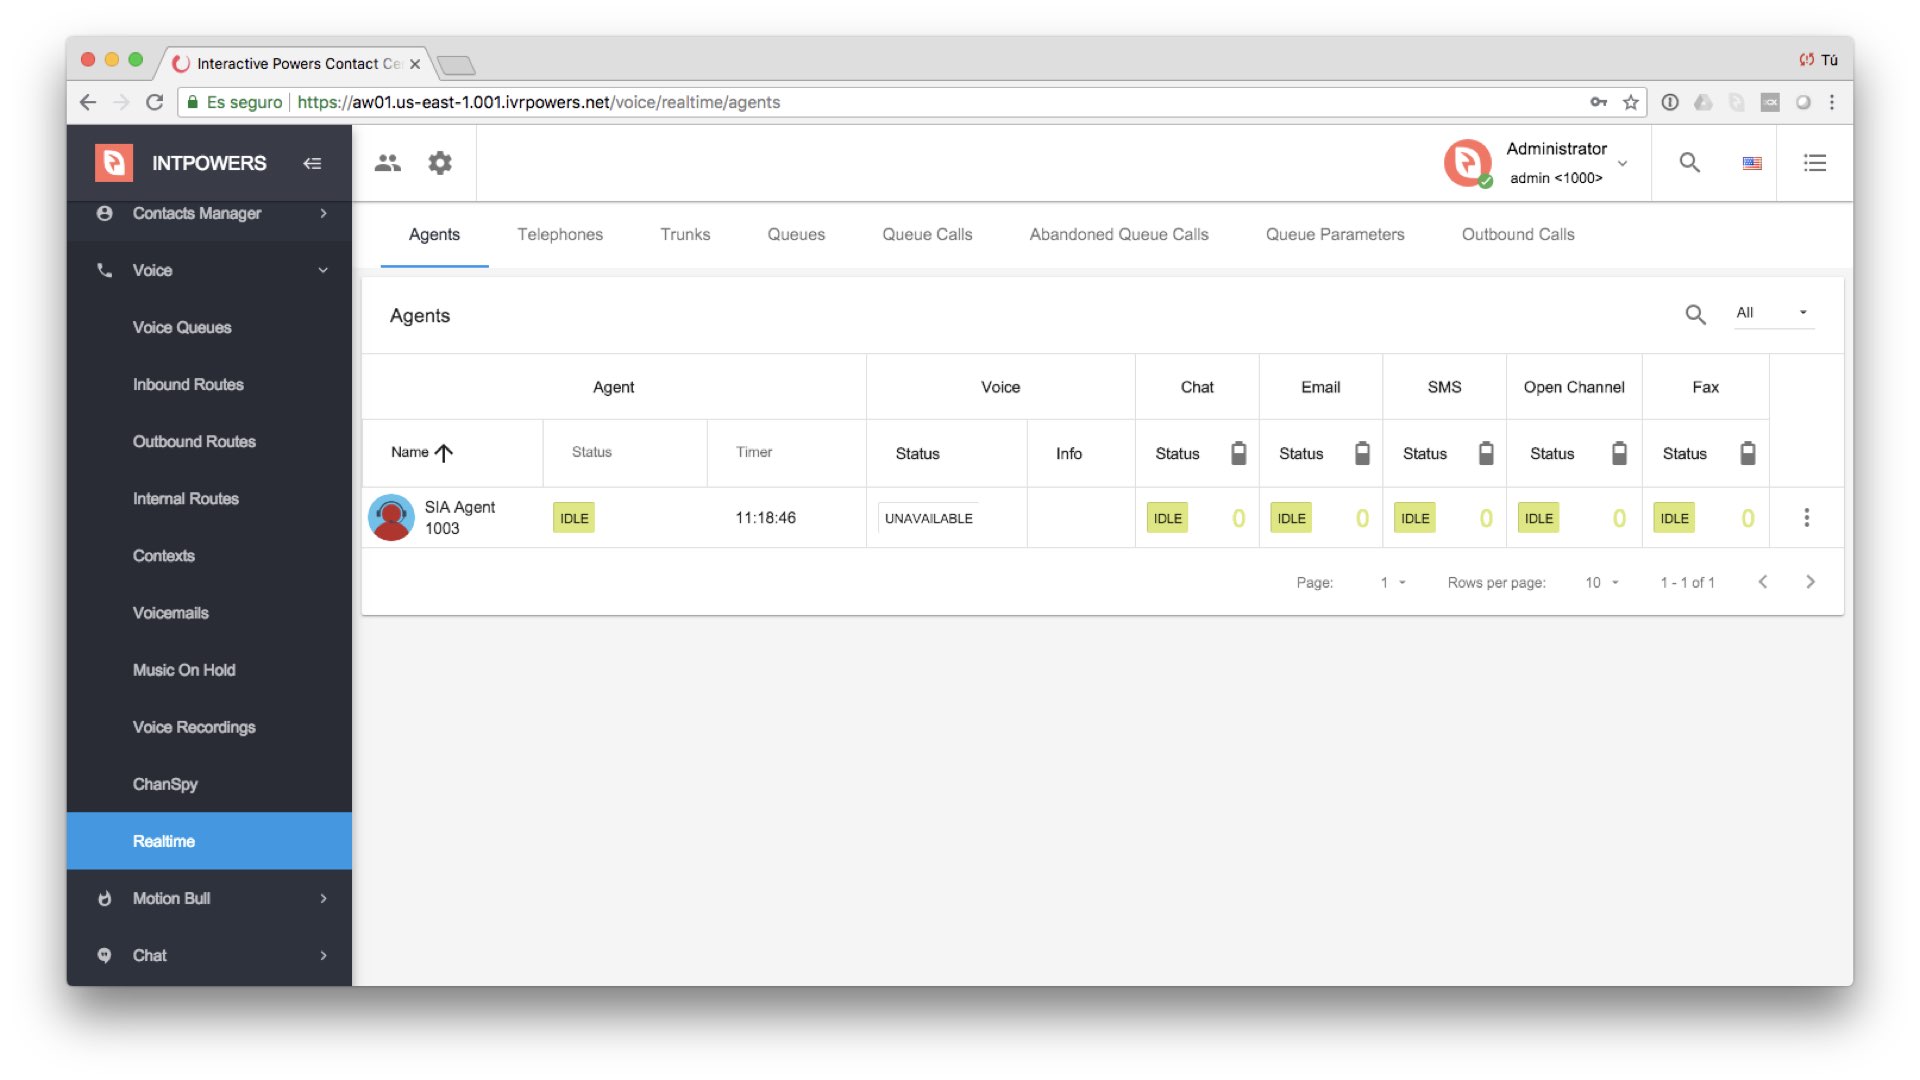 Interactive Powers Contact Ce
Tú
Es seguro https://aw01.us-east-1.001.ivrpowers.net/voice/realtime/agents
INTPOWERS
Administrator
admin <1000>
Contacts Manager
Voice
Voice Queues
Inbound Routes
Outbound Routes
Internal Routes
Contexts
Voicemails
Music On Hold
Voice Recordings
ChanSpy
Realtime
Motion Bull
Chat
Agents Telephones Trunks Queues Queue Calls Abandoned Queue Calls Queue Parameters Outbound Calls
Agents All
Agent Voice Chat Email SMS Open Channel Fax
Name Status Timer Status Info Status Status Status Status Status
SIA Agent
1003
IDLE 11:18:46 UNAVAILABLE IDLE 0 IDLE 0 IDLE 0 IDLE 0 IDLE 0
Page: 1 Rows per page: 10 1 - 1 of 1